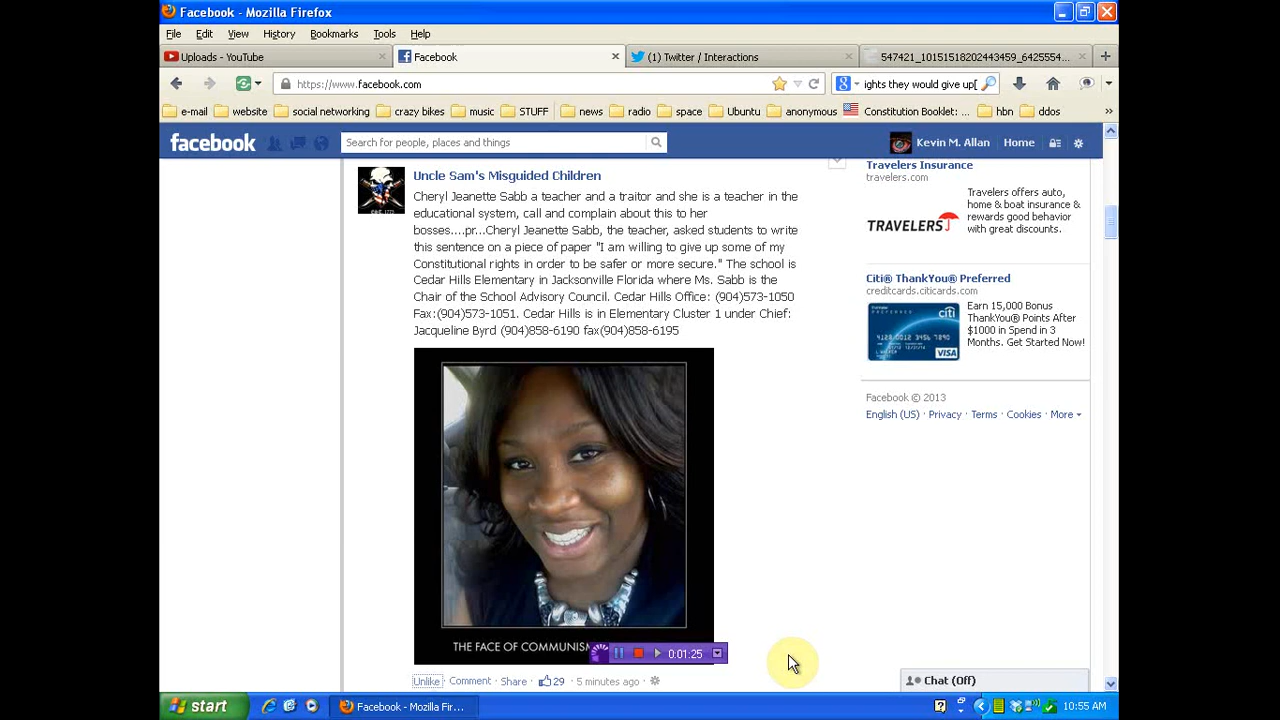 Facebook - Mozilla Firefox
File Edit View History Bookmarks Tools Help
Uploads - YouTube
Facebook
(1) Twitter / Interactions
547421_10151518202443459_6425554...
https://www.facebook.com
ights they would give up[
e-mail website social networking crazy bikes music STUFF news radio space Ubuntu anonymous Constitution Booklet: ... hbn ddos
facebook
Search for people, places and things
Kevin M. Allan Home
Uncle Sam's Misguided Children
Cheryl Jeanette Sabb a teacher and a traitor and she is a teacher in the
educational system, call and complain about this to her
bosses....pr...Cheryl Jeanette Sabb, the teacher, asked students to write
this sentence on a piece of paper "I am willing to give up some of my
Constitutional rights in order to be safer or more secure." The school is
Cedar Hills Elementary in Jacksonville Florida where Ms. Sabb is the
Chair of the School Advisory Council. Cedar Hills Office: (904)573-1050
Fax:(904)573-1051. Cedar Hills is in Elementary Cluster 1 under Chief:
Jacqueline Byrd (904)858-6190 fax(904)858-6195
THE FACE OF COMMUNISM
0:01:25
Unlike · Comment · Share · 29 · 5 minutes ago ·
Travelers Insurance
travelers.com
TRAVELERS
Travelers offers auto,
home & boat insurance &
rewards good behavior
with great discounts.
Citi® ThankYou® Preferred
creditcards.citicards.com
citi
VISA
Earn 15,000 Bonus
ThankYou® Points After
$1000 in Spend in 3
Months. Get Started Now!
Facebook © 2013
English (US) · Privacy · Terms · Cookies · More
Chat (Off)
start
Facebook - Mozilla Fir...
10:55 AM